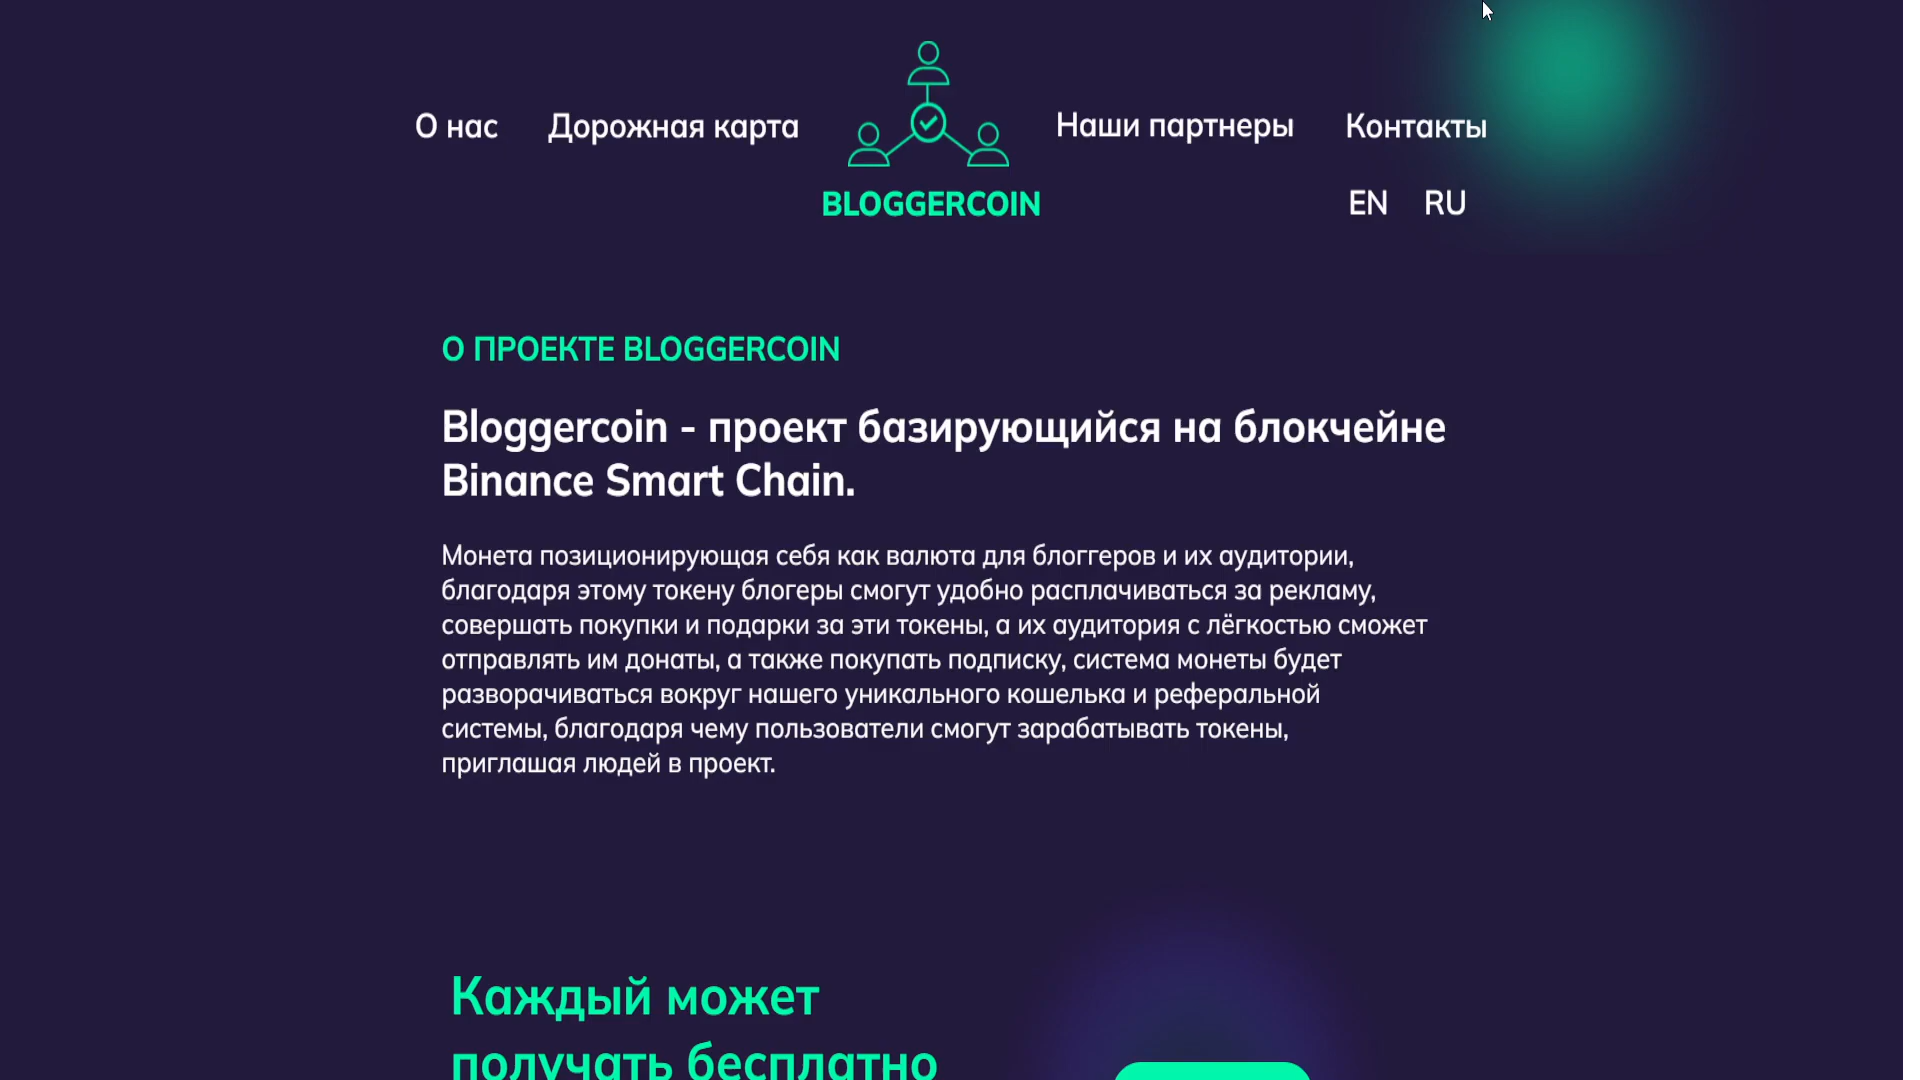 О нас
Дорожная карта
Наши партнеры
Контакты
BLOGGERCOIN
EN
RU
О ПРОЕКТЕ BLOGGERCOIN
Bloggercoin - проект базирующийся на блокчейне
Binance Smart Chain.
Монета позиционирующая себя как валюта для блоггеров и их аудитории,
благодаря этому токену блогеры смогут удобно расплачиваться за рекламу,
совершать покупки и подарки за эти токены, а их аудитория с лёгкостью сможет
отправлять им донаты, а также покупать подписку, система монеты будет
разворачиваться вокруг нашего уникального кошелька и реферальной
системы, благодаря чему пользователи смогут зарабатывать токены,
приглашая людей в проект.
Каждый может
получать бесплатно